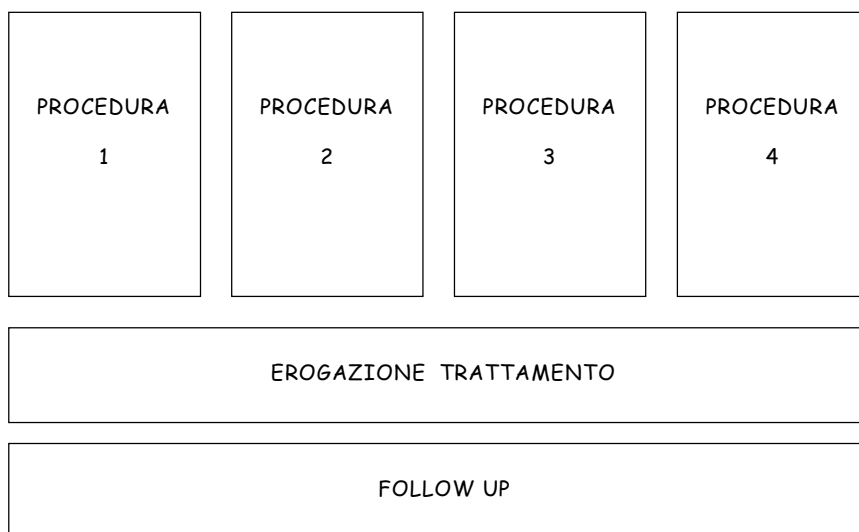 PROCEDURA
1
PROCEDURA
2
PROCEDURA
3
PROCEDURA
4
EROGAZIONE TRATTAMENTO
FOLLOW UP